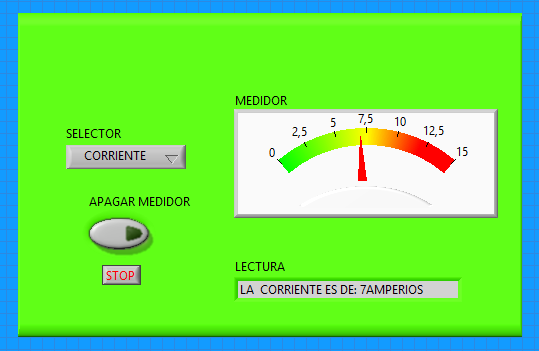 MEDIDOR
0
2,5
5
7,5
10
12,5
15
SELECTOR
CORRIENTE
APAGAR MEDIDOR
STOP
LECTURA
LA  CORRIENTE ES DE: 7AMPERIOS